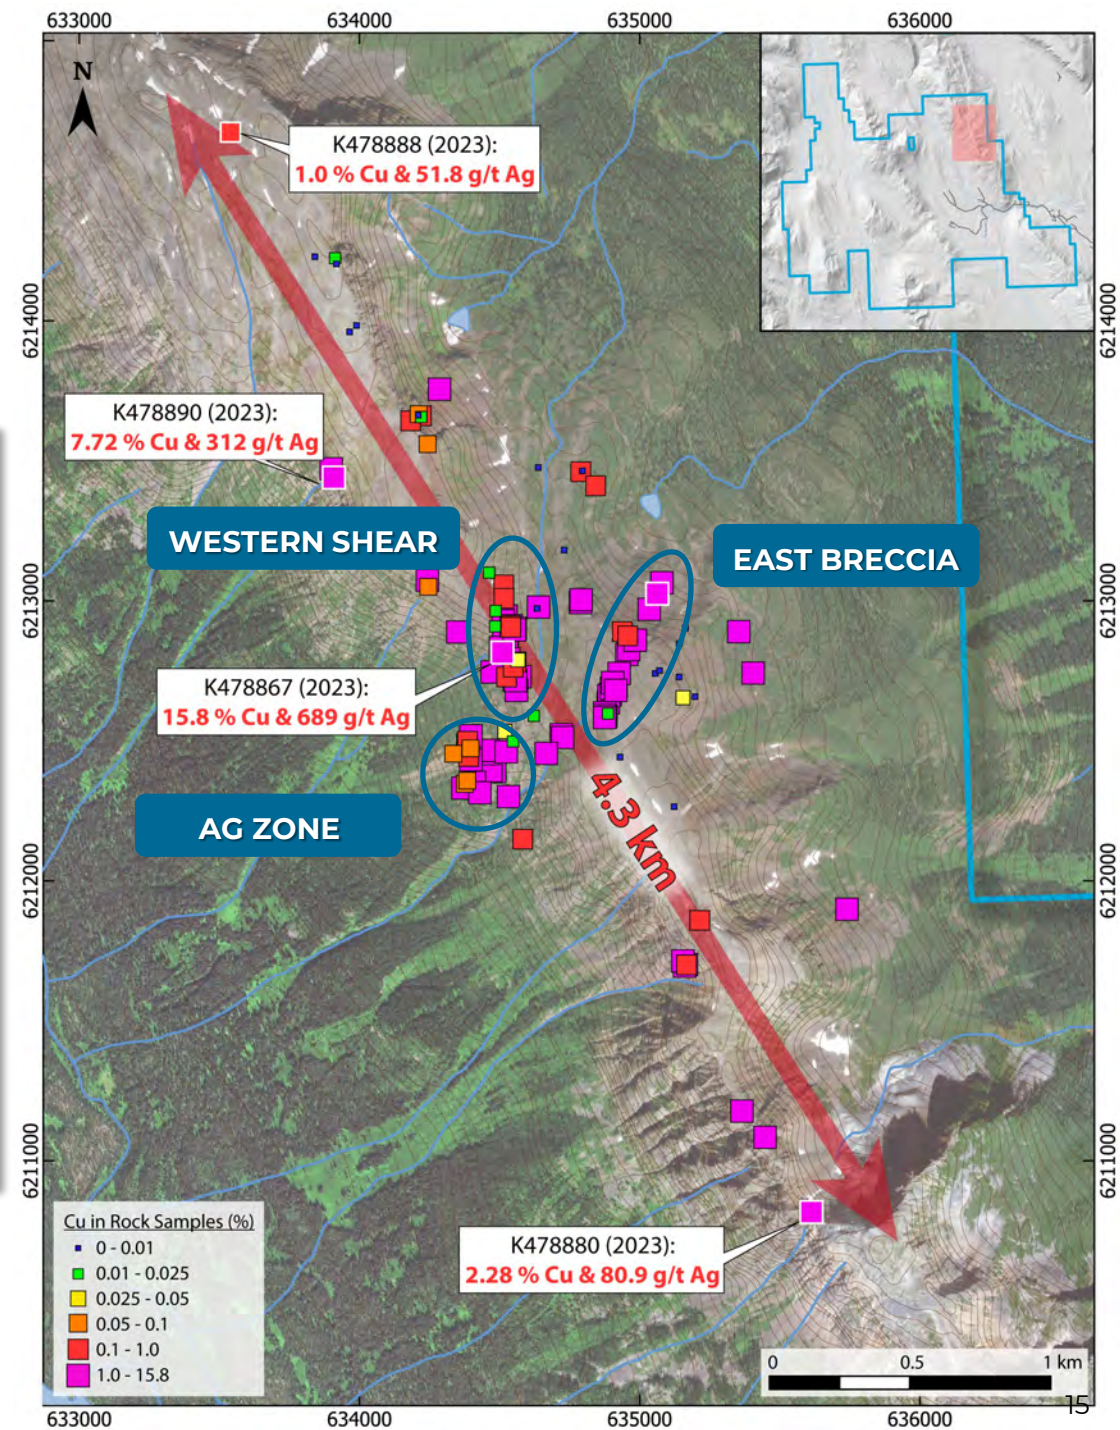 633000 634000 635000 636000
N
K478888 (2023):
1.0 % Cu & 51.8 g/t Ag
6214000 6214000
K478890 (2023):
7.72 % Cu & 312 g/t Ag
WESTERN SHEAR
EAST BRECCIA
6213000 6213000
K478867 (2023):
15.8 % Cu & 689 g/t Ag
AG ZONE
4.3 km
6212000 6212000
6211000 6211000
Cu in Rock Samples (%)
0 - 0.01
0.01 - 0.025
0.025 - 0.05
0.05 - 0.1
0.1 - 1.0
1.0 - 15.8
K478880 (2023):
2.28 % Cu & 80.9 g/t Ag
0 0.5 1 km
15
633000 634000 635000 636000